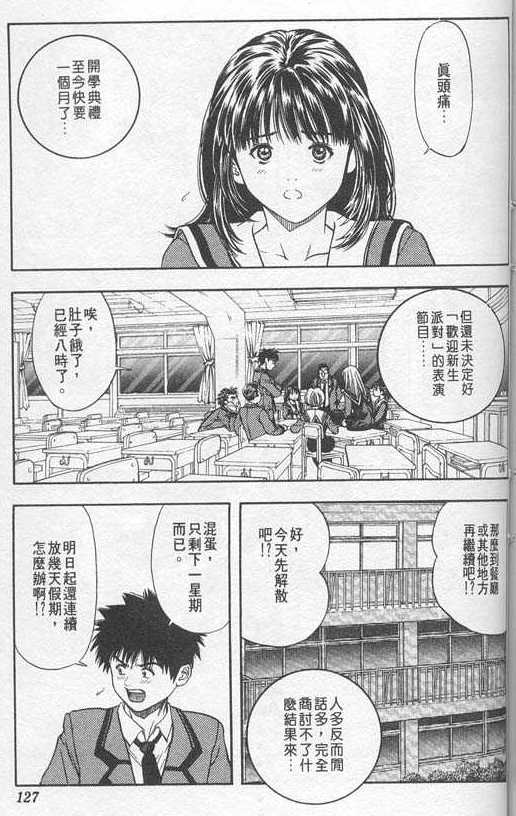 眞頭痛…
開學典禮
至今快要
一個月了…
但還未決定好
「歡迎新生
派對」的表演
節目……
唉，
肚子餓了，
已經八時了。
那麼到餐廳
或其他地方
再繼續吧!?
好，
今天先解散
吧!?
人多反而閒
話多，完全
商討不了什
麼結果來…
混蛋，
只剩下一星期
而已。
明日起還連續
放幾天假期，
怎麼辦啊!?
127